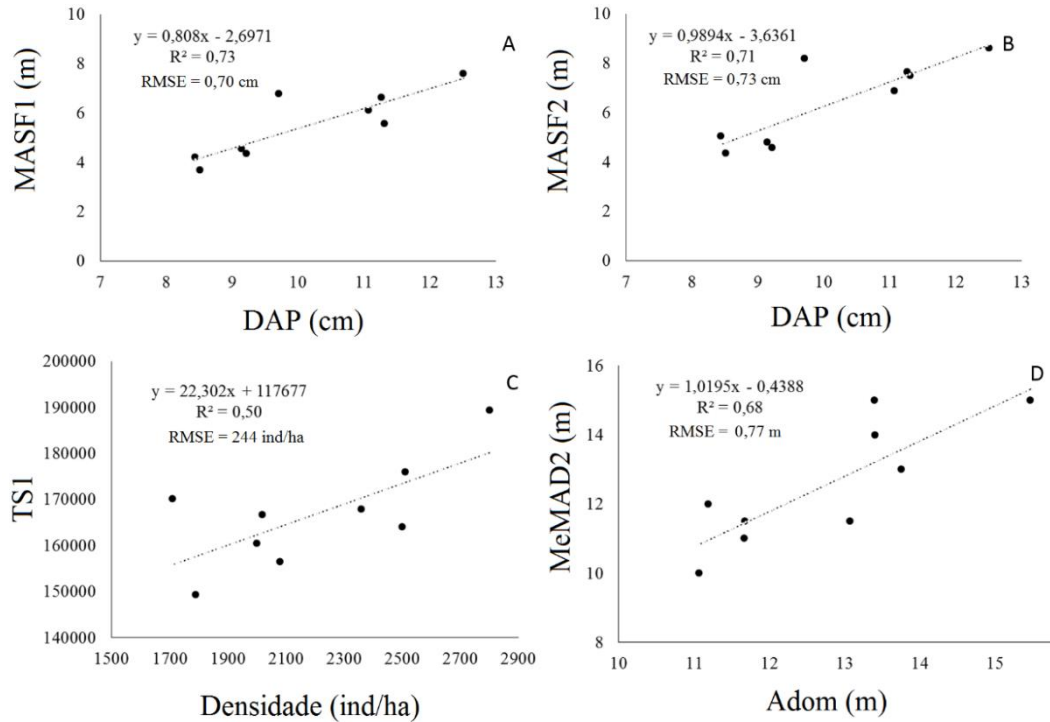 A
y = 0,808x - 2,6971
R² = 0,73
RMSE = 0,70 cm
MASF1 (m)
10
8
6
4
2
0
7 8 9 10 11 12 13
DAP (cm)
B
y = 0,9894x - 3,6361
R² = 0,71
RMSE = 0,73 cm
MASF2 (m)
10
8
6
4
2
0
7 8 9 10 11 12 13
DAP (cm)
C
y = 22,302x + 117677
R² = 0,50
RMSE = 244 ind/ha
TS1
200000
190000
180000
170000
160000
150000
140000
1500 1700 1900 2100 2300 2500 2700 2900
Densidade (ind/ha)
D
y = 1,0195x - 0,4388
R² = 0,68
RMSE = 0,77 m
MeMAD2 (m)
16
14
12
10
8
10 11 12 13 14 15
Adom (m)